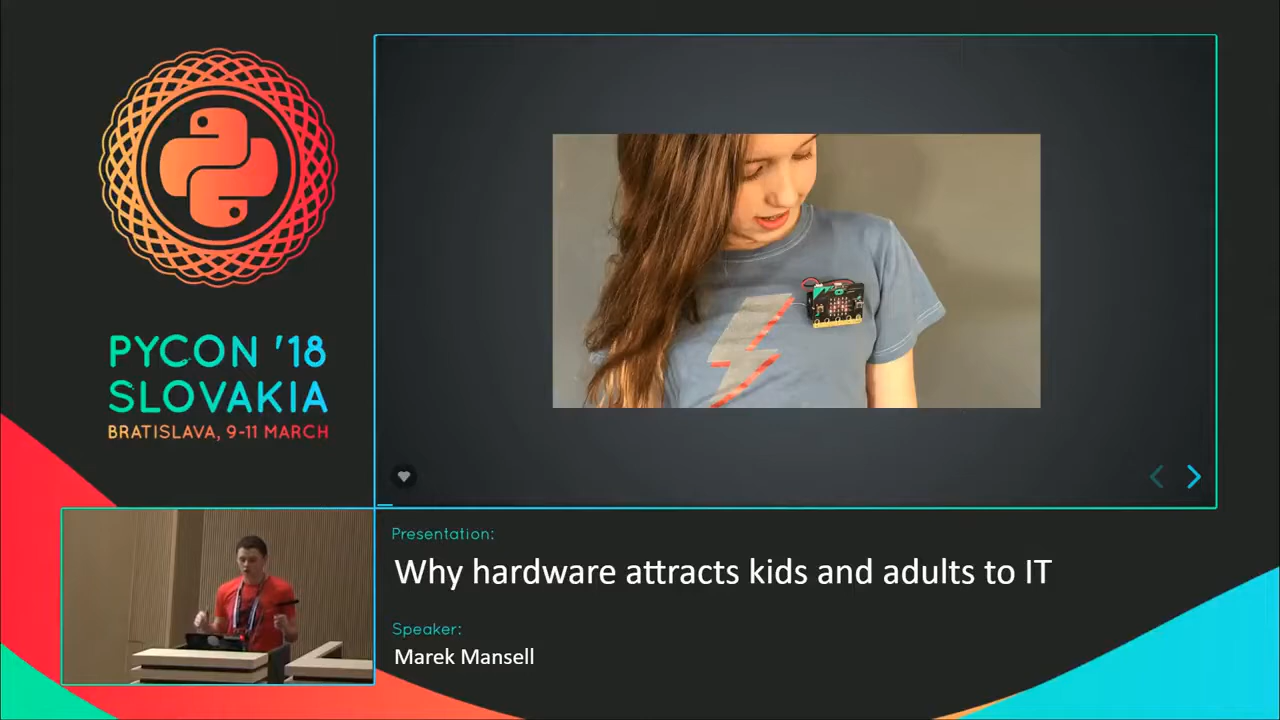 PYCON '18
SLOVAKIA
BRATISLAVA, 9-11 MARCH
Presentation:
Why hardware attracts kids and adults to IT
Speaker:
Marek Mansell